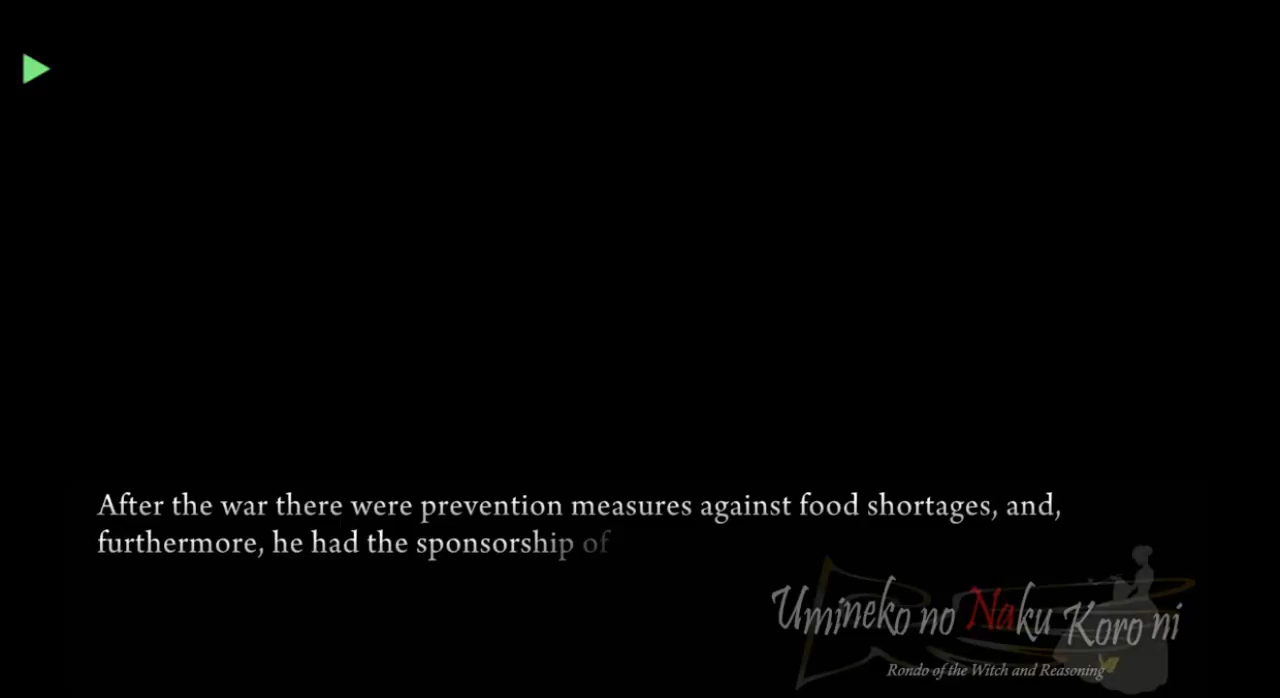 After the war there were prevention measures against food shortages, and,
furthermore, he had the sponsorship of
Umineko no Naku Koro ni
Rondo of the Witch and Reasoning